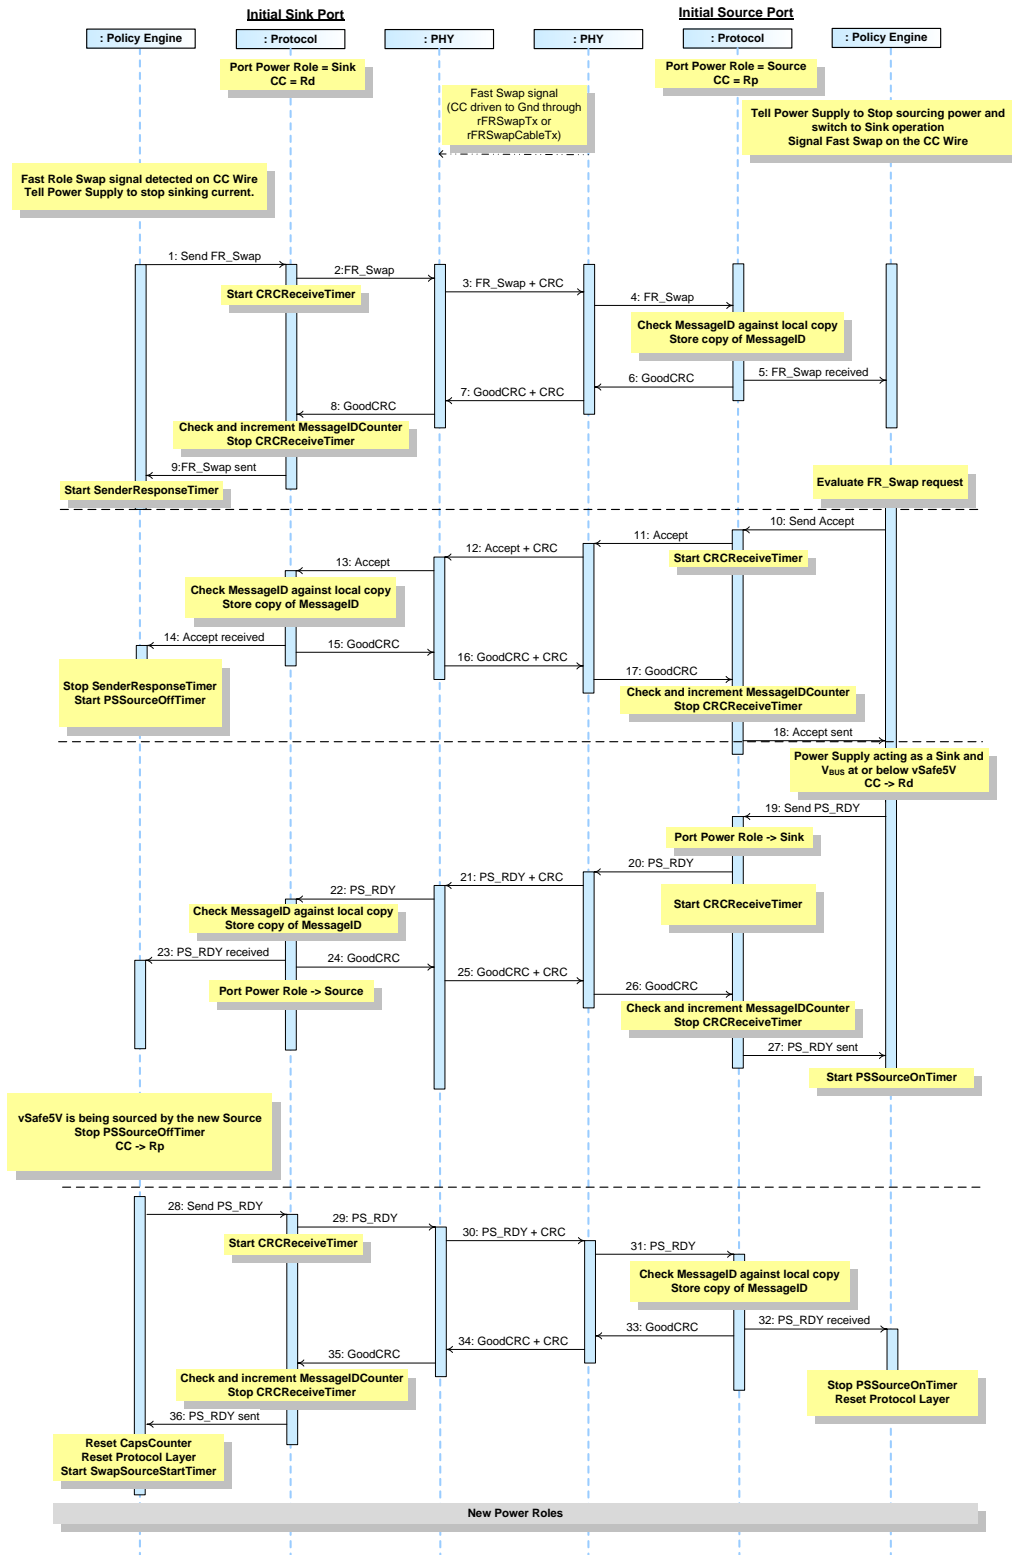 Initial Sink Port
Initial Source Port
: Policy Engine
: Protocol
: PHY
: PHY
: Protocol
: Policy Engine
Port Power Role = Sink
CC = Rd
Port Power Role = Source
CC = Rp
Fast Swap signal
(CC driven to Gnd through
rFRSwapTx or
rFRSwapCableTx)
Tell Power Supply to Stop sourcing power and
switch to Sink operation
Signal Fast Swap on the CC Wire
Fast Role Swap signal detected on CC Wire
Tell Power Supply to stop sinking current.
1: Send FR_Swap
2:FR_Swap
Start CRCReceiveTimer
3: FR_Swap + CRC
4: FR_Swap
Check MessageID against local copy
Store copy of MessageID
5: FR_Swap received
6: GoodCRC
7: GoodCRC + CRC
8: GoodCRC
Check and increment MessageIDCounter
Stop CRCReceiveTimer
9:FR_Swap sent
Start SenderResponseTimer
Evaluate FR_Swap request
10: Send Accept
11: Accept
Start CRCReceiveTimer
12: Accept + CRC
13: Accept
Check MessageID against local copy
Store copy of MessageID
14: Accept received
15: GoodCRC
16: GoodCRC + CRC
17: GoodCRC
Stop SenderResponseTimer
Start PSSourceOffTimer
Check and increment MessageIDCounter
Stop CRCReceiveTimer
18: Accept sent
Power Supply acting as a Sink and
VBUS at or below vSafe5V
CC -> Rd
19: Send PS_RDY
Port Power Role -> Sink
20: PS_RDY
21: PS_RDY + CRC
22: PS_RDY
Start CRCReceiveTimer
Check MessageID against local copy
Store copy of MessageID
23: PS_RDY received
24: GoodCRC
25: GoodCRC + CRC
26: GoodCRC
Port Power Role -> Source
Check and increment MessageIDCounter
Stop CRCReceiveTimer
27: PS_RDY sent
Start PSSourceOnTimer
vSafe5V is being sourced by the new Source
Stop PSSourceOffTimer
CC -> Rp
28: Send PS_RDY
29: PS_RDY
Start CRCReceiveTimer
30: PS_RDY + CRC
31: PS_RDY
Check MessageID against local copy
Store copy of MessageID
32: PS_RDY received
33: GoodCRC
34: GoodCRC + CRC
35: GoodCRC
Check and increment MessageIDCounter
Stop CRCReceiveTimer
Stop PSSourceOnTimer
Reset Protocol Layer
36: PS_RDY sent
Reset CapsCounter
Reset Protocol Layer
Start SwapSourceStartTimer
New Power Roles